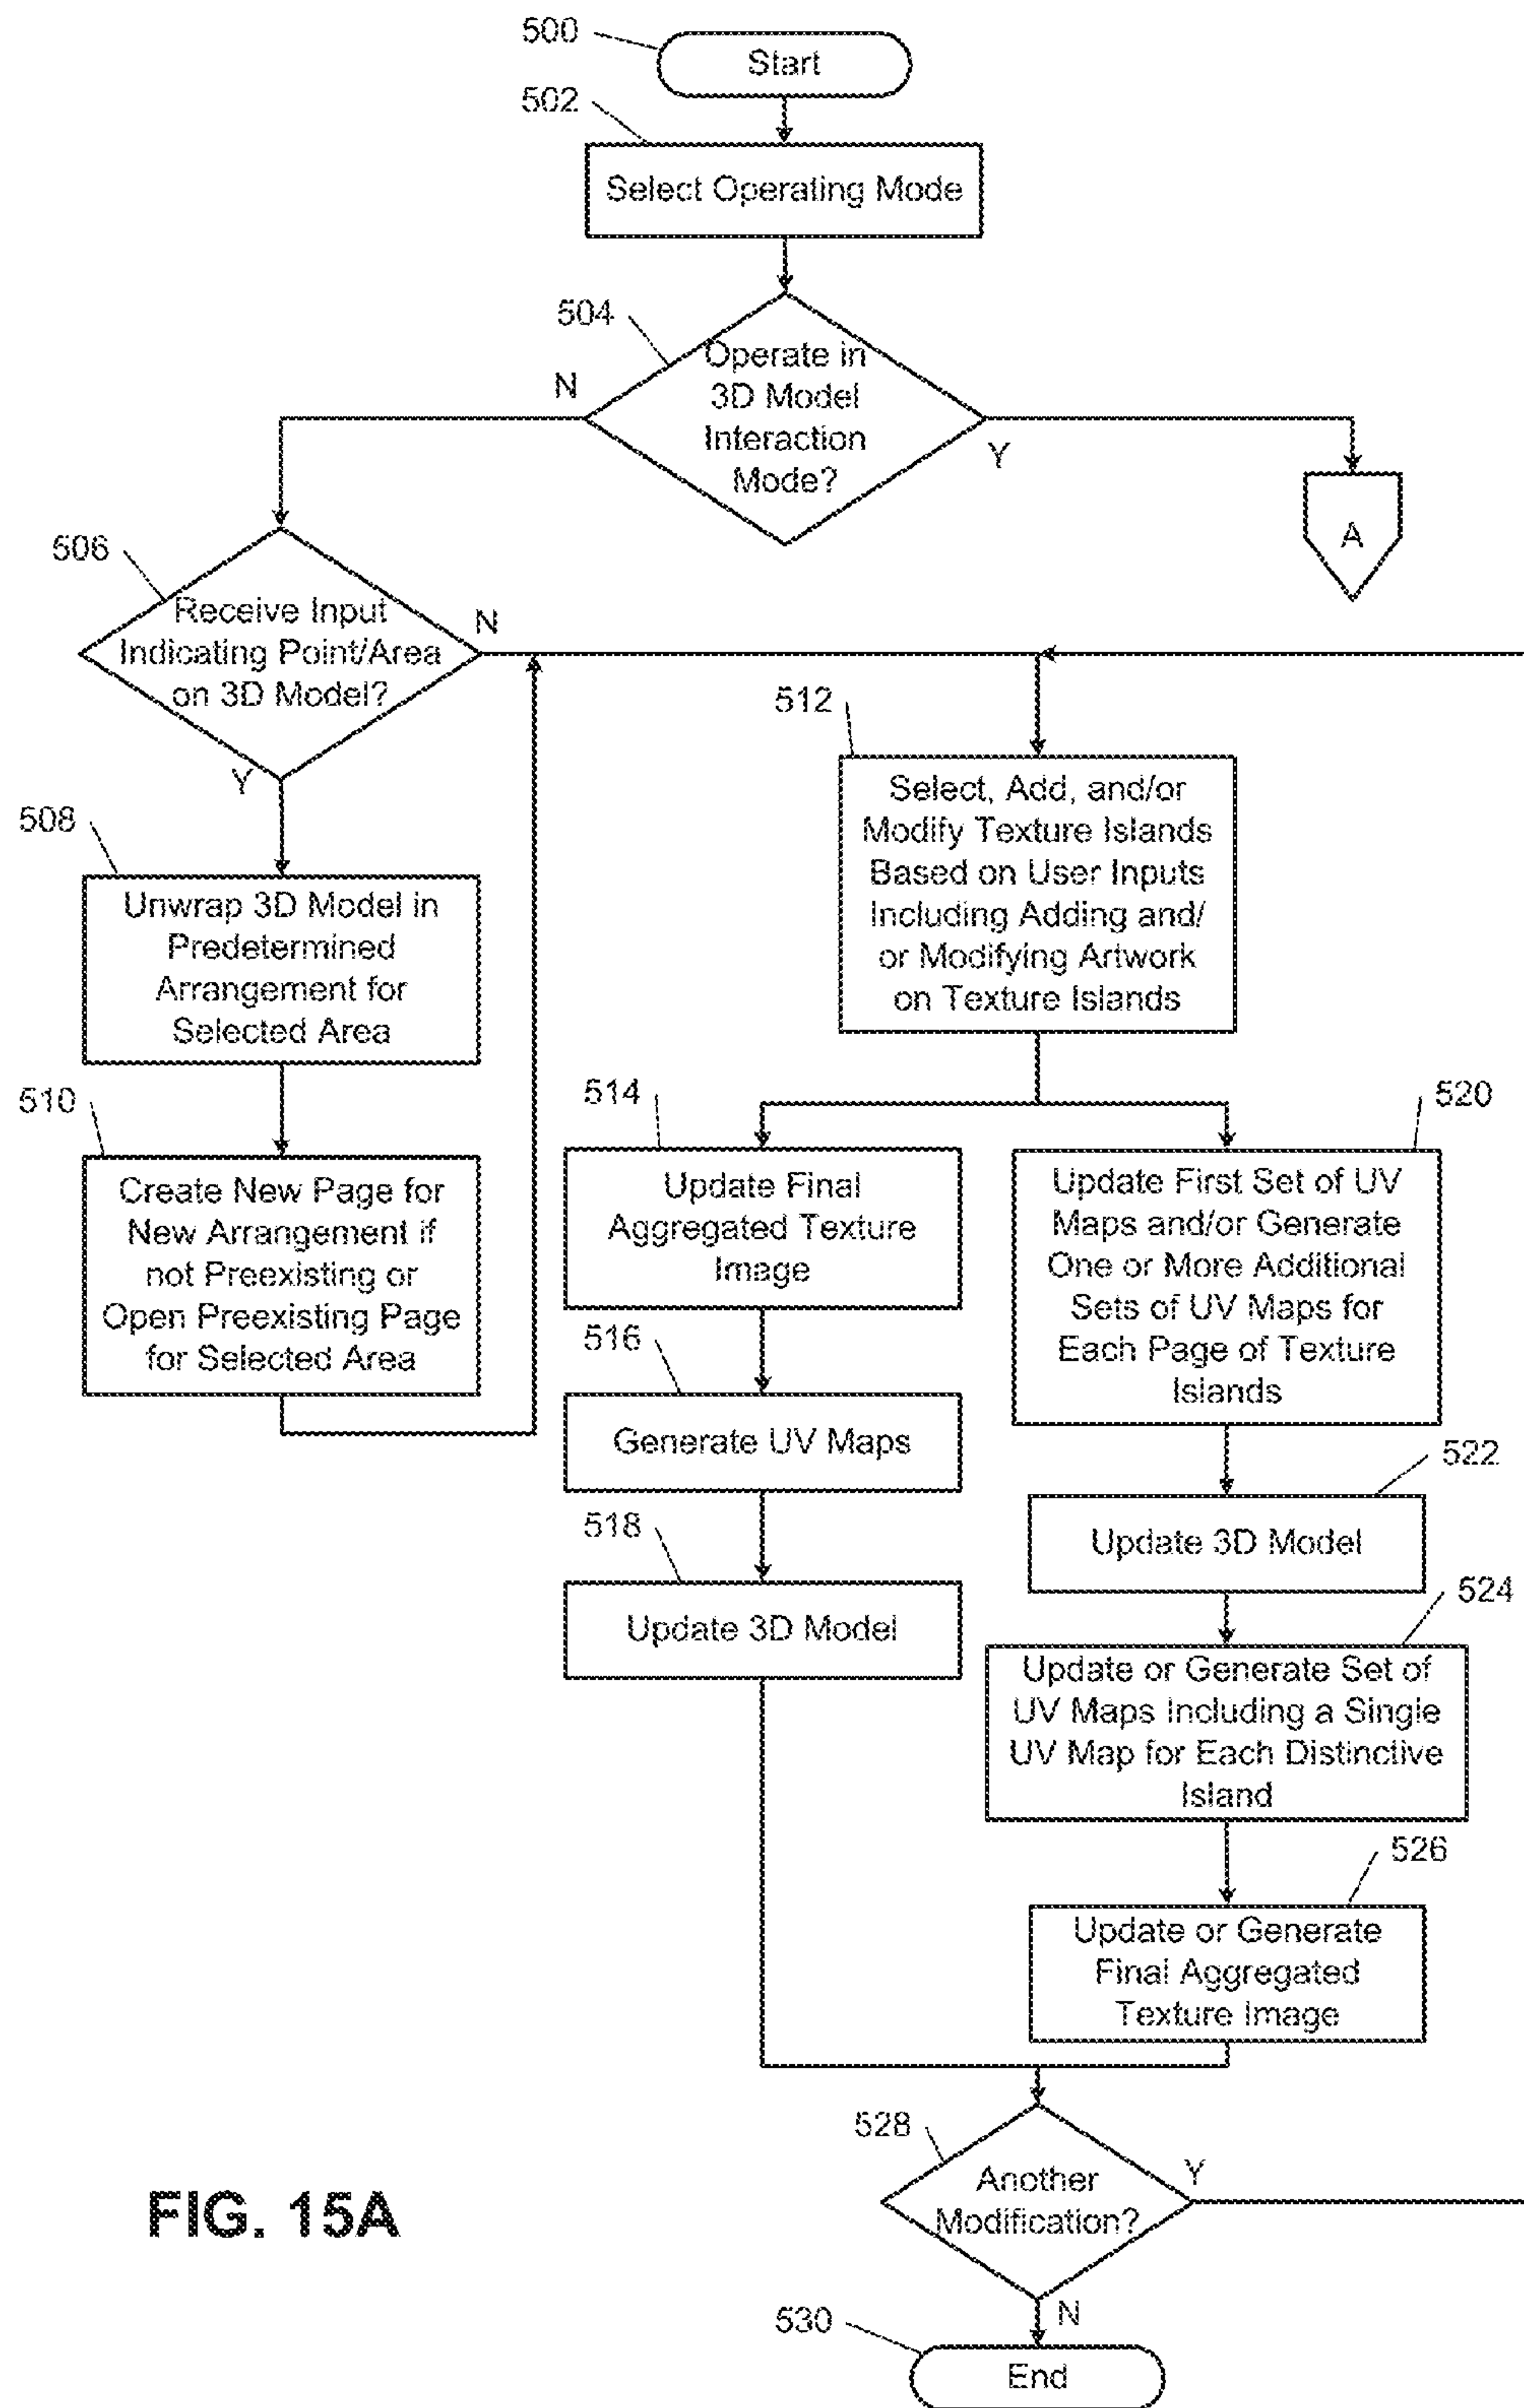 500
Start
502
Select Operating Mode
504
Operate in
3D Model
Interaction
Mode?
N
Y
A
506
Receive Input
Indicating Point/Area
on 3D Model?
N
Y
508
Unwrap 3D Model in
Predetermined
Arrangement for
Selected Area
510
Create New Page for
New Arrangement if
not Preexisting or
Open Preexisting Page
for Selected Area
512
Select, Add, and/or
Modify Texture Islands
Based on User Inputs
Including Adding and/
or Modifying Artwork
on Texture Islands
514
Update Final
Aggregated Texture
Image
516
Generate UV Maps
518
Update 3D Model
520
Update First Set of UV
Maps and/or Generate
One or More Additional
Sets of UV Maps for
Each Page of Texture
Islands
522
Update 3D Model
524
Update or Generate Set of
UV Maps Including a Single
UV Map for Each Distinctive
Island
526
Update or Generate
Final Aggregated
Texture Image
528
Another
Modification?
Y
N
530
End
FIG. 15A